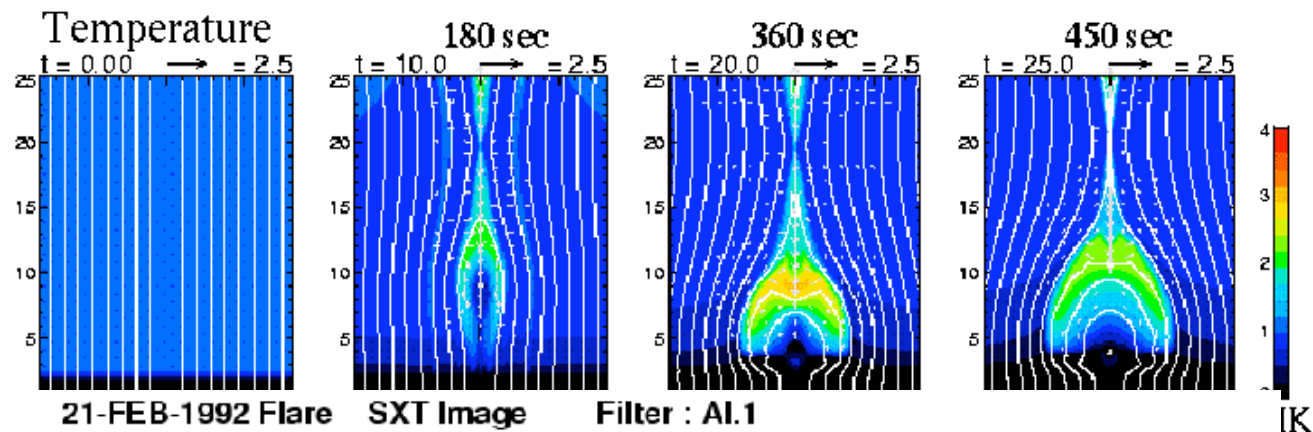 Temperature 180 sec 360 sec 450 sec
t = 0.00 = 2.5 t = 10.0 = 2.5 t = 20.0 = 2.5 t = 25.0 = 2.5
25 25 25 25
20 20 20 20 4
15 15 15 15 3
10 10 10 10 2
5 5 5 5 1
21-FEB-1992 Flare SXT Image Filter : Al.1